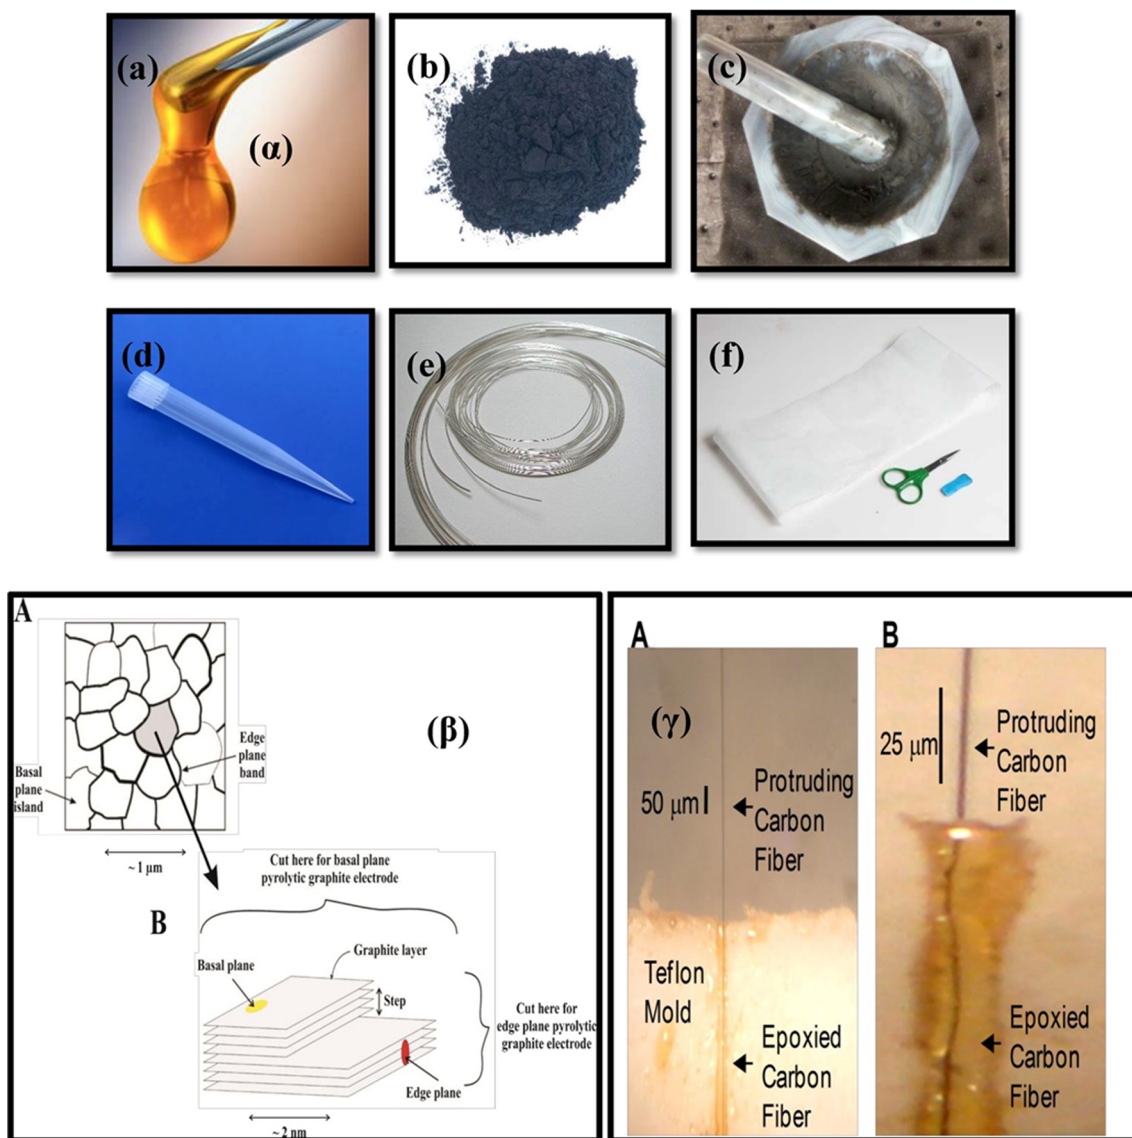 (a)
(α)
(b)
(c)
(d)
(e)
(f)
A
(β)
Edge
plane
band
Basal
plane
island
~ 1 μm
Cut here for basal plane
pyrolytic graphite electrode
B
Graphite layer
Basal plane
Step
Cut here for
edge plane pyrolytic
graphite electrode
Edge plane
~ 2 nm
A
(γ)
50 μm
Protruding
Carbon
Fiber
Teflon
Mold
Epoxied
Carbon
Fiber
B
25 μm
Protruding
Carbon
Fiber
Epoxied
Carbon
Fiber